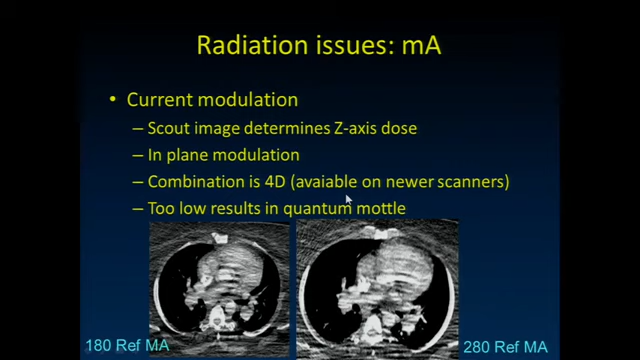 Radiation issues: mA
• Current modulation
– Scout image determines Z-axis dose
– In plane modulation
– Combination is 4D (avaiable on newer scanners)
– Too low results in quantum mottle
180 Ref MA
280 Ref MA